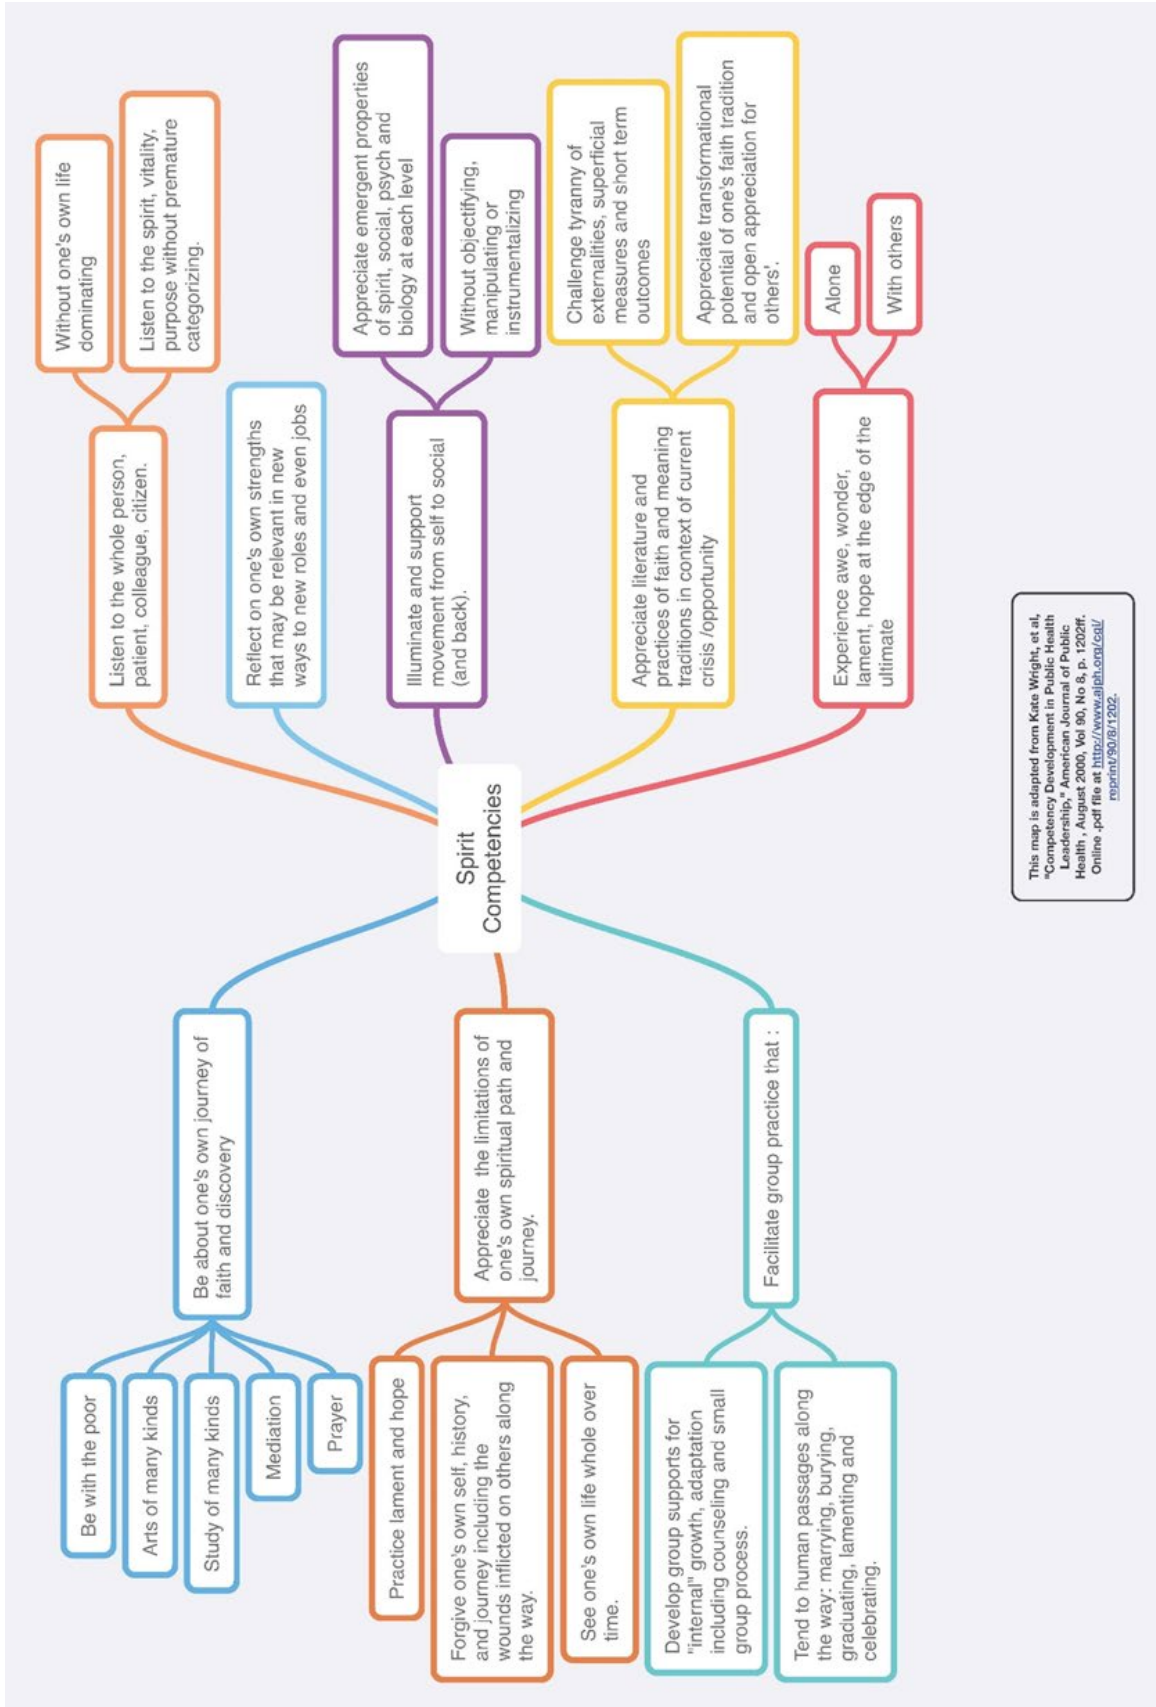 Spirit
Competencies
Be about one's own journey of
faith and discovery
Be with the poor
Arts of many kinds
Study of many kinds
Mediation
Prayer
Appreciate the limitations of
one's own spiritual path and
journey.
Practice lament and hope
Forgive one's own self, history,
and journey including the
wounds inflicted on others along
the way.
See one's own life whole over
time.
Facilitate group practice that :
Develop group supports for
"internal" growth, adaptation
including counseling and small
group process.
Tend to human passages along
the way: marrying, burying,
graduating, lamenting and
celebrating.
Listen to the whole person,
patient, colleague, citizen.
Without one's own life
dominating
Listen to the spirit, vitality,
purpose without premature
categorizing.
Reflect on one's own strengths
that may be relevant in new
ways to new roles and even jobs
Illuminate and support
movement from self to social
(and back).
Appreciate emergent properties
of spirit, social, psych and
biology at each level
Without objectifying,
manipulating or
instrumentalizing
Appreciate literature and
practices of faith and meaning
traditions in context of current
crisis /opportunity
Challenge tyranny of
externalities, superficial
measures and short term
outcomes
Appreciate transformational
potential of one's faith tradition
and open appreciation for
others'.
Experience awe, wonder,
lament, hope at the edge of the
ultimate
Alone
With others
This map is adapted from Kate Wright, et al,
"Competency Development in Public Health
Leadership," American Journal of Public
Health , August 2000, Vol 90, No 8, p. 1202ff.
Online .pdf file at http://www.ajph.org/cgi/
reprint/90/8/1202.